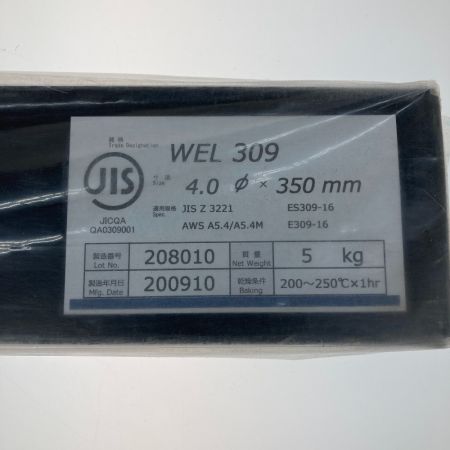 銘柄
Trade Designation
WEL 309
JIS
寸法
Size
4.0 φ × 350 mm
JICQA
QA0309001
適用規格
Spec.
JIS Z 3221 ES309-16
AWS A5.4/A5.4M E309-16
製造番号
Lot No.
208010
質量
Net Weight
5 kg
製造年月日
Mfg. Date
200910
乾燥条件
Baking
200～250℃×1hr